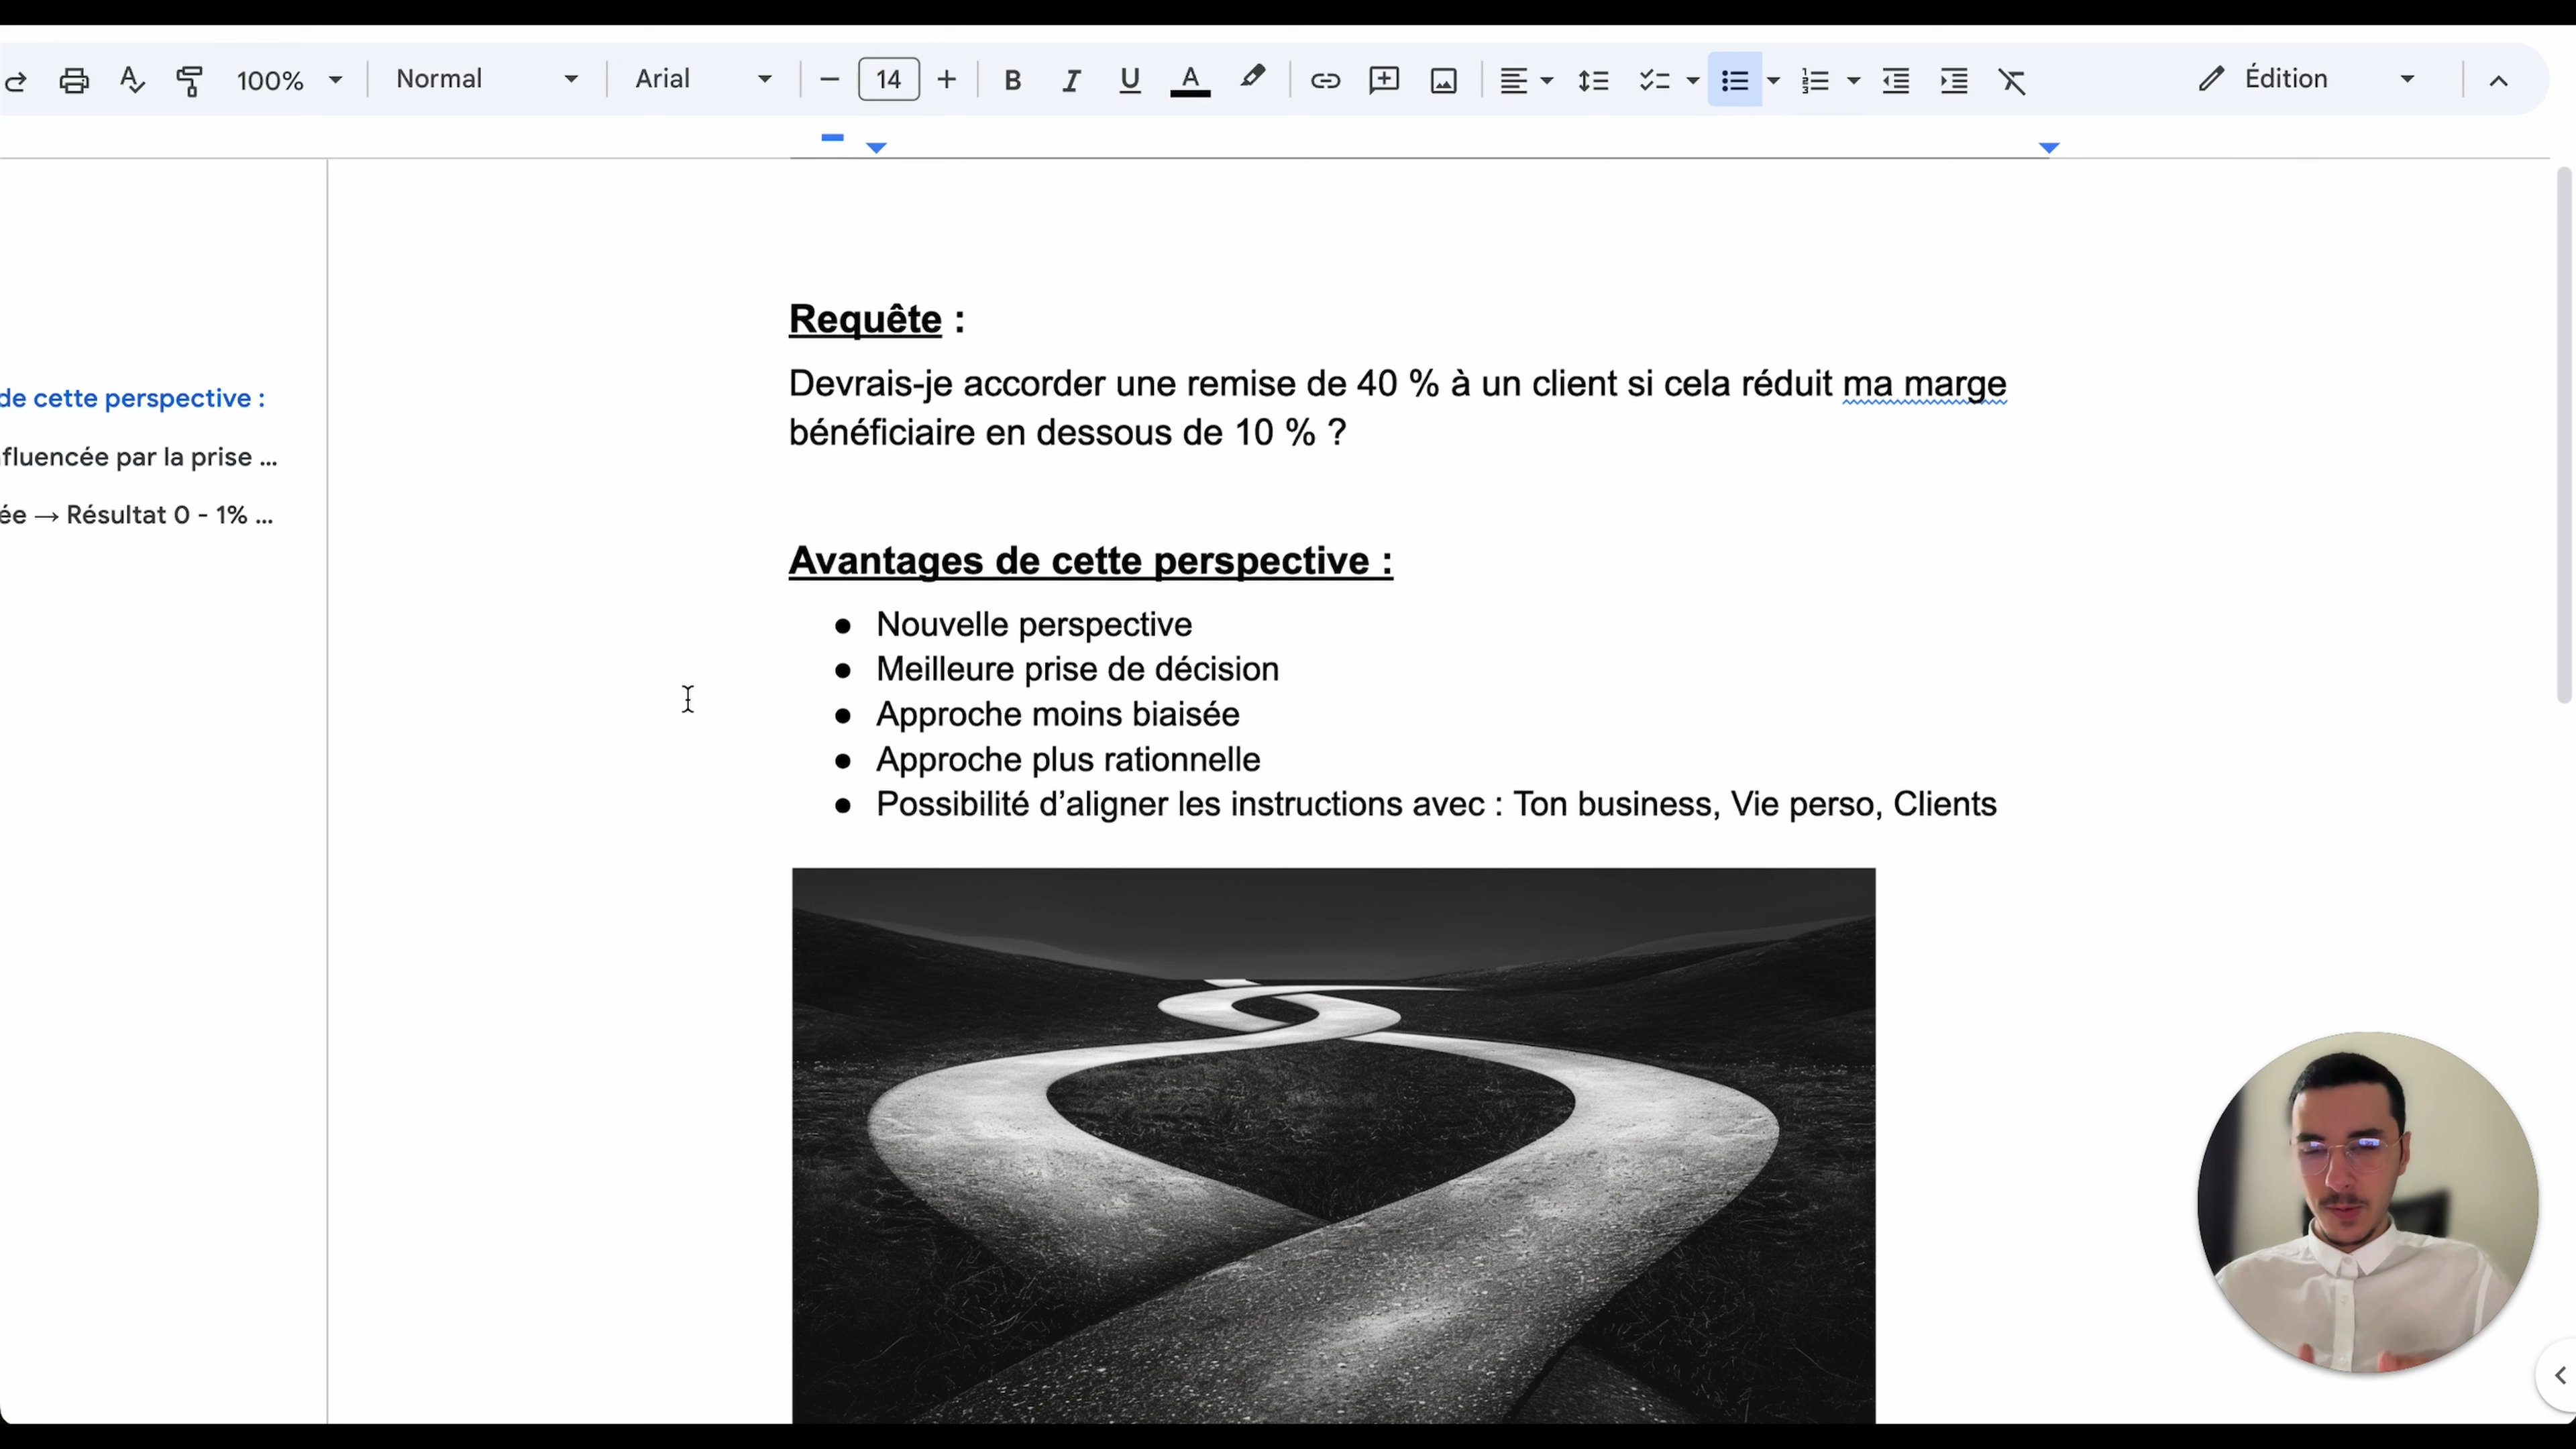 100%
Normal
Arial
14
Édition
de cette perspective :
fluencée par la prise ...
ée → Résultat 0 - 1% ...
Requête :
Devrais-je accorder une remise de 40 % à un client si cela réduit ma marge
bénéficiaire en dessous de 10 % ?
Avantages de cette perspective :
● Nouvelle perspective
● Meilleure prise de décision
● Approche moins biaisée
● Approche plus rationnelle
● Possibilité d’aligner les instructions avec : Ton business, Vie perso, Clients